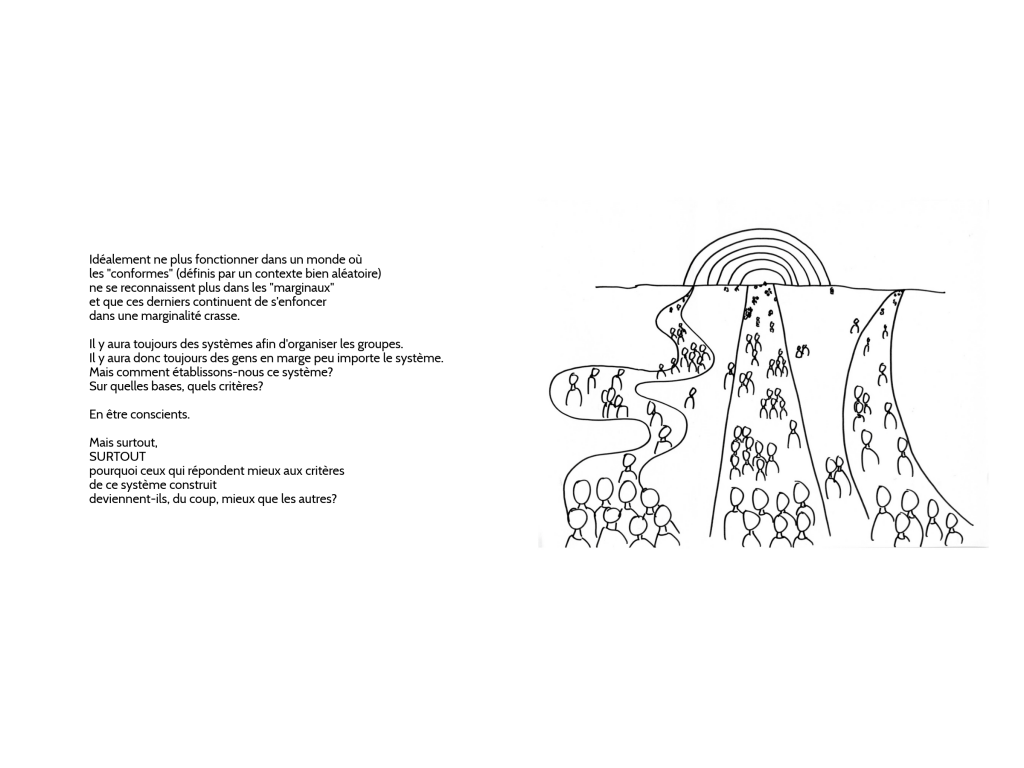 Idéalement ne plus fonctionner dans un monde où
les "conformes" (définis par un contexte bien aléatoire)
ne se reconnaissent plus dans les "marginaux"
et que ces derniers continuent de s'enfoncer
dans une marginalité crasse.
Il y aura toujours des systèmes afin d'organiser les groupes.
Il y aura donc toujours des gens en marge peu importe le système.
Mais comment établissons-nous ce système?
Sur quelles bases, quels critères?
En être conscients.
Mais surtout,
SURTOUT
pourquoi ceux qui répondent mieux aux critères
de ce système construit
deviennent-ils, du coup, mieux que les autres?